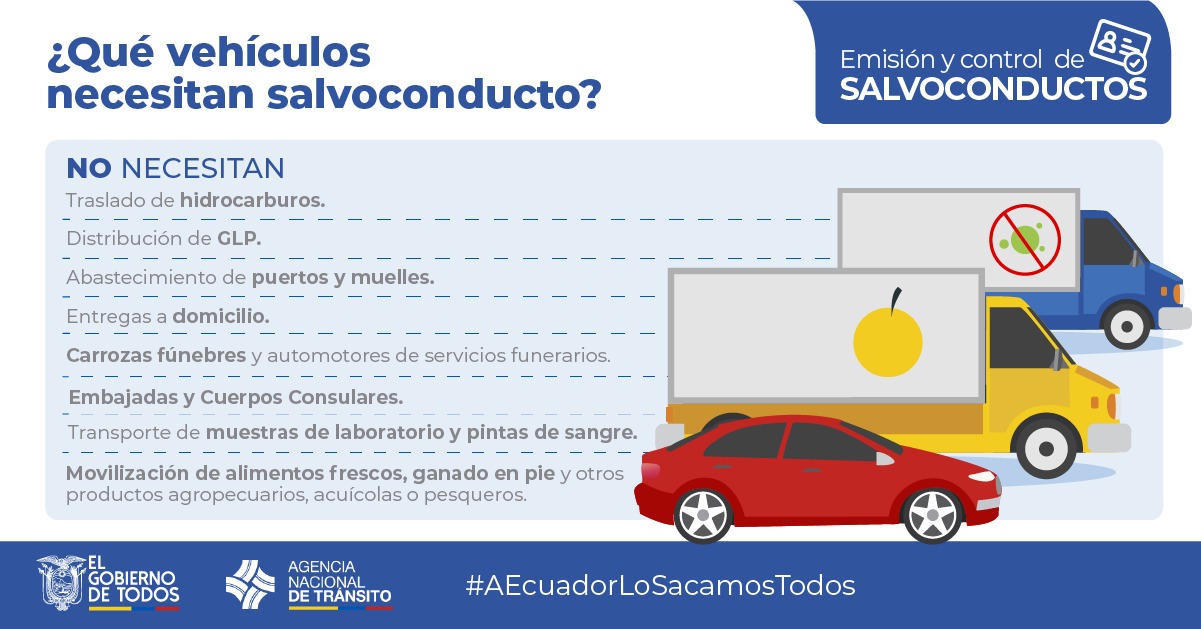 ¿Qué vehículos
necesitan salvoconducto?
Emisión y control de
SALVOCONDUCTOS
NO NECESITAN
Traslado de hidrocarburos.
Distribución de GLP.
Abastecimiento de puertos y muelles.
Entregas a domicilio.
Carrozas fúnebres y automotores de servicios funerarios.
Embajadas y Cuerpos Consulares.
Transporte de muestras de laboratorio y pintas de sangre.
Movilización de alimentos frescos, ganado en pie y otros
productos agropecuarios, acuícolas o pesqueros.
EL
GOBIERNO
DE TODOS
AGENCIA
NACIONAL
DE TRÁNSITO
#AEcuadorLoSacamosTodos